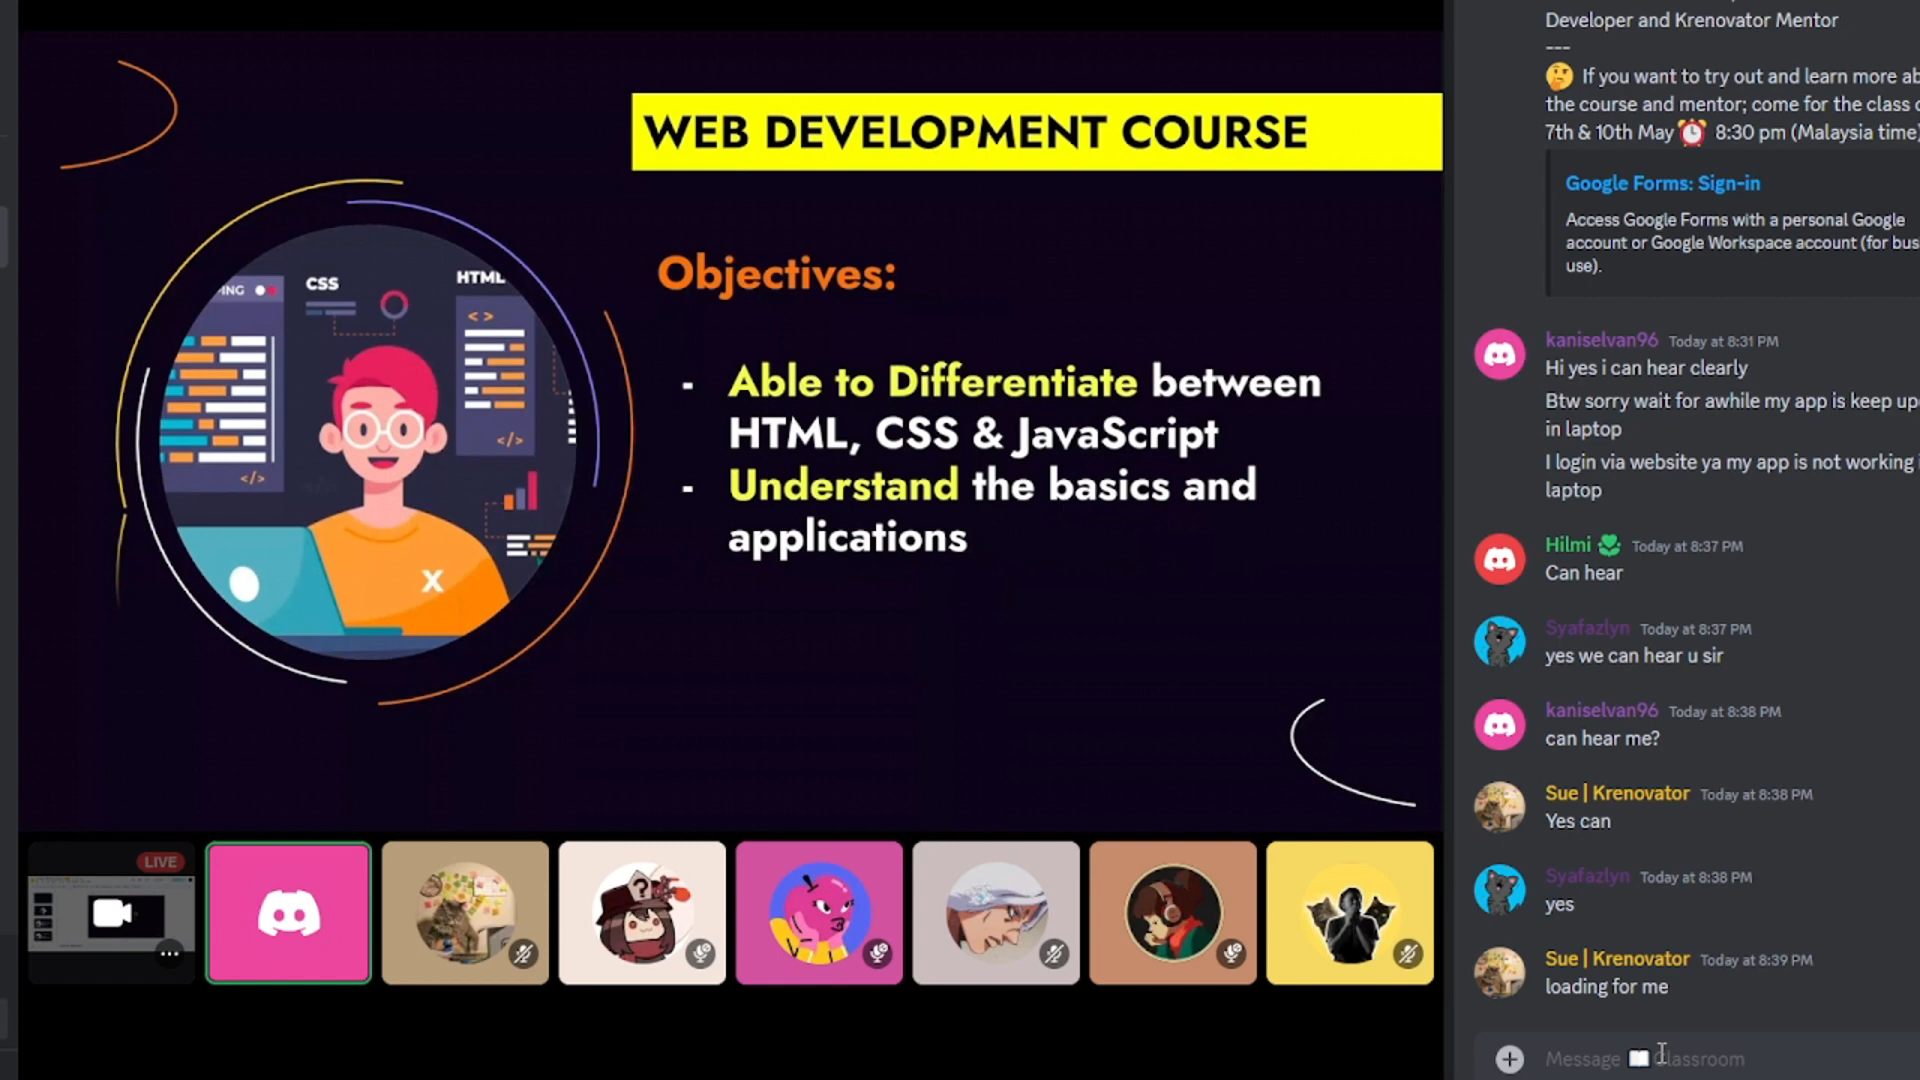 WEB DEVELOPMENT COURSE
Objectives:
- Able to Differentiate between
HTML, CSS & JavaScript
- Understand the basics and
applications
ING
CSS
HTML
< >
</>
</>
X
LIVE
?
Developer and Krenovator Mentor
---
If you want to try out and learn more
the course and mentor; come for the class
7th & 10th May ⏰ 8:30 pm (Malaysia time)
Google Forms: Sign-in
Access Google Forms with a personal Google
account or Google Workspace account (for
use).
kaniselvan96 Today at 8:31 PM
Hi yes i can hear clearly
Btw sorry wait for awhile my app is keep
in laptop
I login via website ya my app is not working
laptop
Hilmi Today at 8:37 PM
Can hear
Syafazlyn Today at 8:37 PM
yes we can hear u sir
kaniselvan96 Today at 8:38 PM
can hear me?
Sue | Krenovator Today at 8:38 PM
Yes can
Syafazlyn Today at 8:38 PM
yes
Sue | Krenovator Today at 8:39 PM
loading for me
Message Classroom